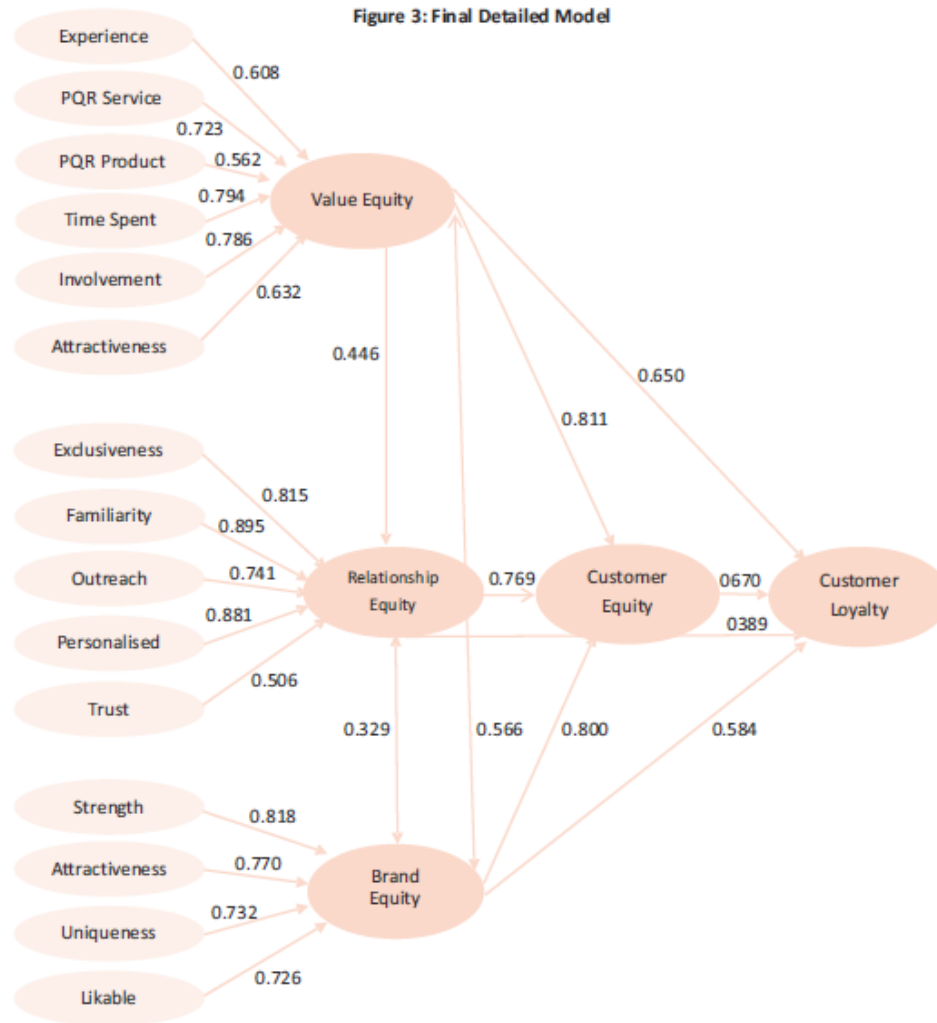 Figure 3: Final Detailed Model
Experience
0.608
PQR Service
0.723
PQR Product
0.562
Time Spent
0.794
Involvement
0.786
Attractiveness
0.632
Value Equity
0.446
0.811
0.650
Exclusiveness
0.815
Familiarity
0.895
Outreach
0.741
Personalised
0.881
Trust
0.506
Relationship
Equity
0.769
Customer
Equity
0670
Customer
Loyalty
0389
0.329
0.566
0.800
0.584
Strength
0.818
Attractiveness
0.770
Uniqueness
0.732
Likable
0.726
Brand
Equity